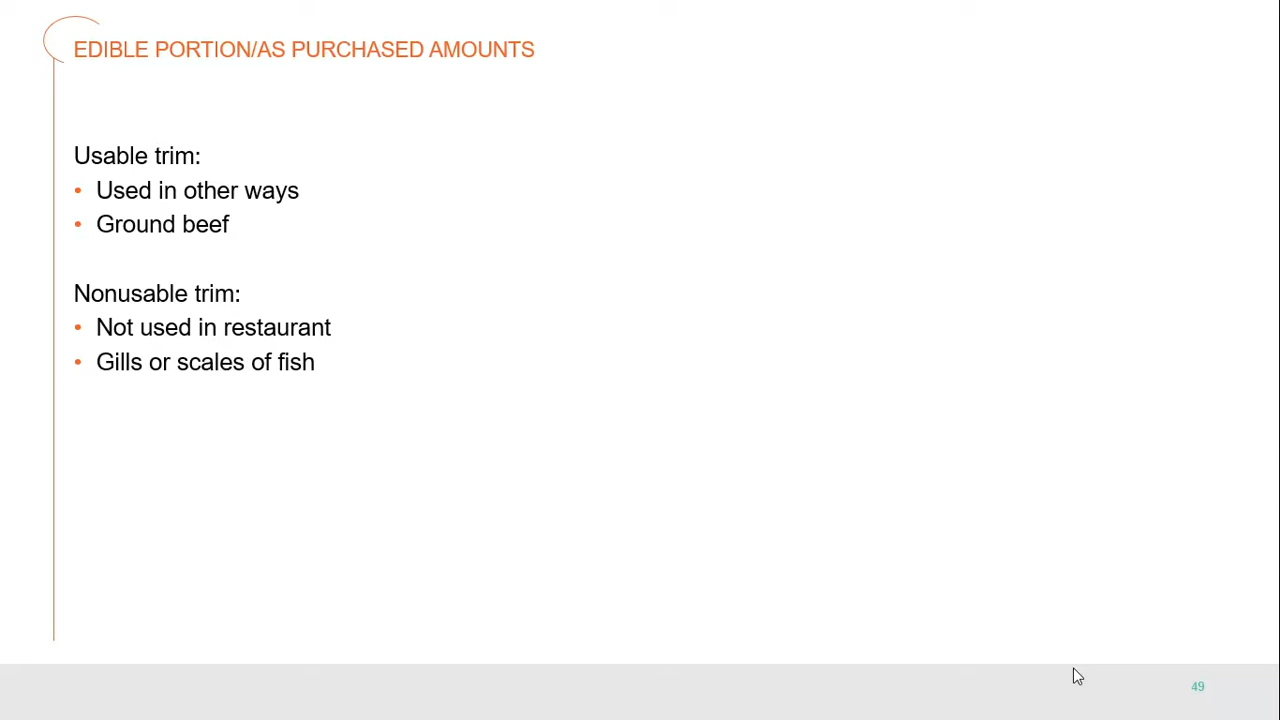 EDIBLE PORTION/AS PURCHASED AMOUNTS
Usable trim:
• Used in other ways
• Ground beef
Nonusable trim:
• Not used in restaurant
• Gills or scales of fish
49